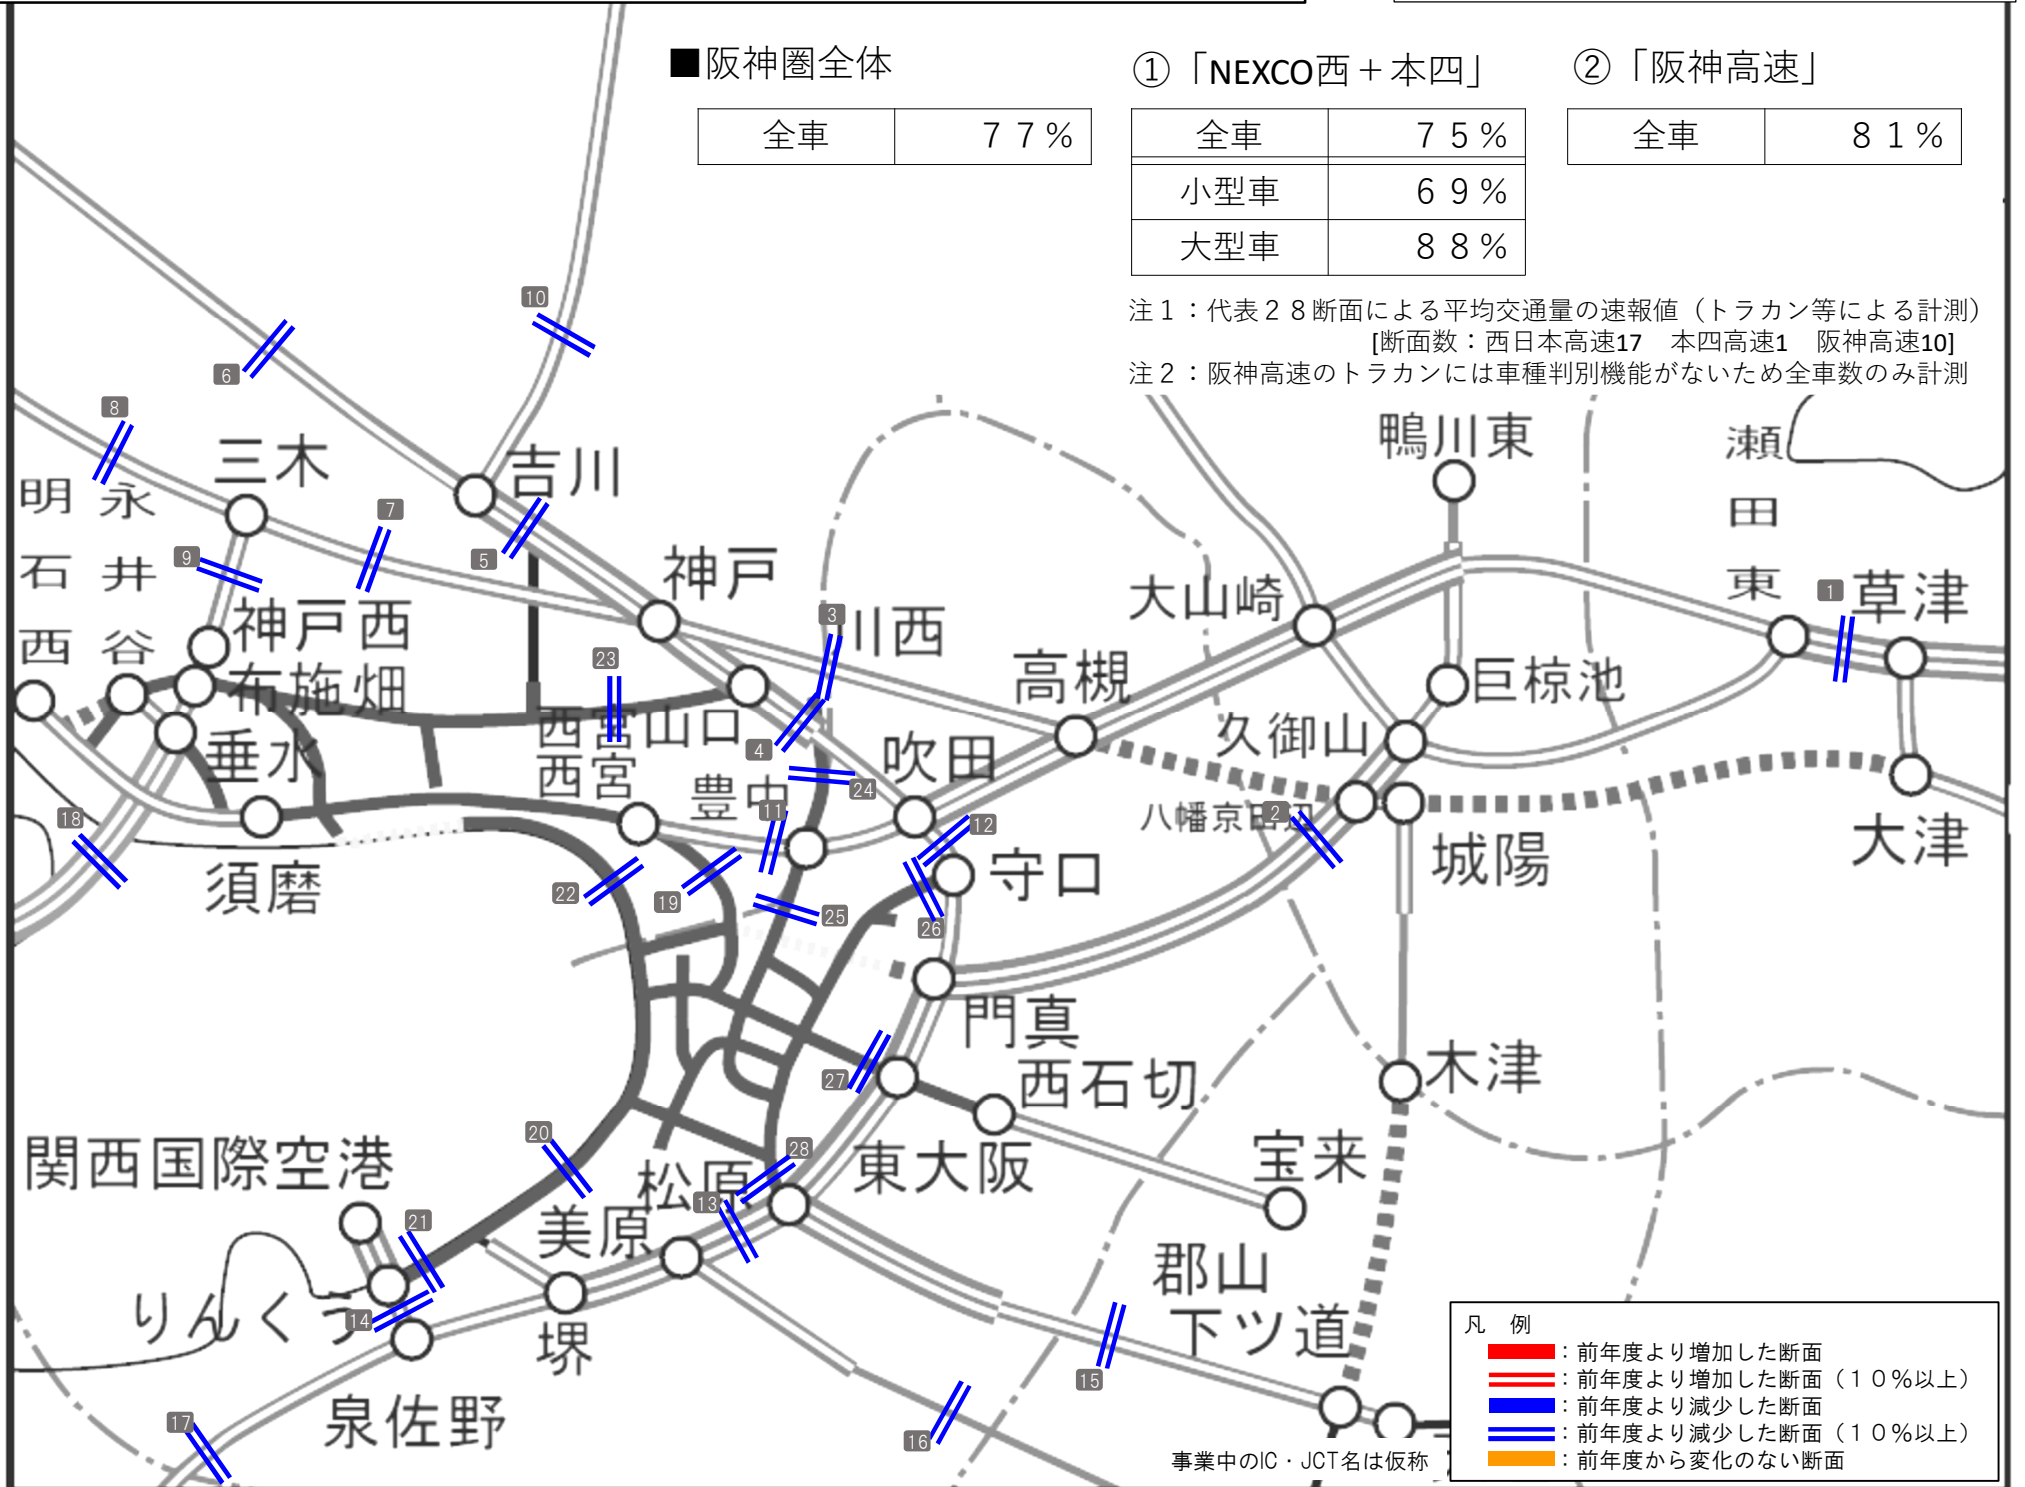 ■阪神圏全体
全車 ７７%
①「NEXCO西＋本四」
全車 ７５%
小型車 ６９%
大型車 ８８%
②「阪神高速」
全車 ８１%
注１：代表２８断面による平均交通量の速報値（トラカン等による計測）
[断面数：西日本高速17　本四高速1　阪神高速10]
注２：阪神高速のトラカンには車種判別機能がないため全車数のみ計測
10
6
8
三木
吉川
鴨川東
瀬田東
明石西
永井谷
7
9
5
神戸
神戸西
布施畑
3
川西
大山崎
1
草津
23
高槻
巨椋池
西宮山口
西宮
4
吹田
久御山
垂水
豊中
24
11
12
八幡京田辺
2
大津
18
須磨
22
19
25
26
守口
城陽
門真
27
西石切
木津
関西国際空港
20
松原
28
13
東大阪
宝来
21
美原
郡山下ツ道
りんくう
14
堺
15
17
泉佐野
16
事業中のIC・JCT名は仮称
凡　例
：前年度より増加した断面
：前年度より増加した断面（１０%以上）
：前年度より減少した断面
：前年度より減少した断面（１０%以上）
：前年度から変化のない断面